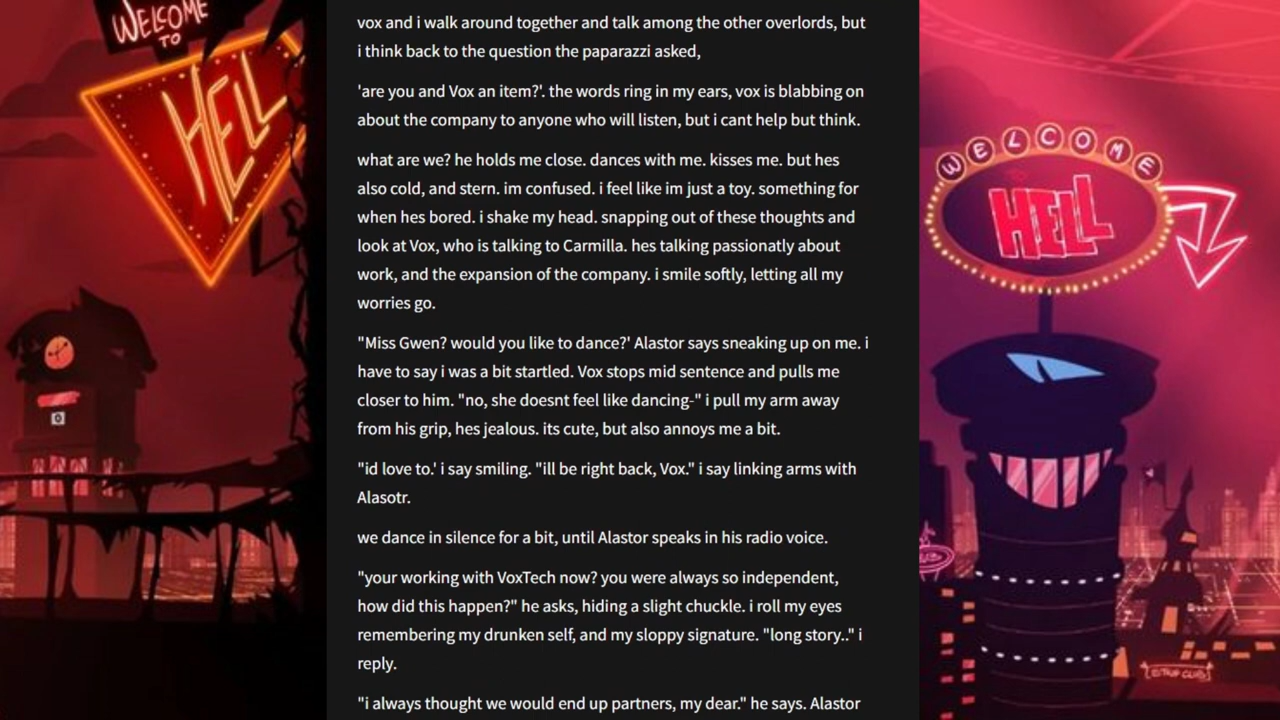 WELCOME
TO
HELL
vox and i walk around together and talk among the other overlords, but
i think back to the question the paparazzi asked,
'are you and Vox an item?'. the words ring in my ears, vox is blabbing on
about the company to anyone who will listen, but i cant help but think.
what are we? he holds me close. dances with me. kisses me. but hes
also cold, and stern. im confused. i feel like im just a toy. something for
when hes bored. i shake my head. snapping out of these thoughts and
look at Vox, who is talking to Carmilla. hes talking passionatly about
work, and the expansion of the company. i smile softly, letting all my
worries go.
"Miss Gwen? would you like to dance?' Alastor says sneaking up on me. i
have to say i was a bit startled. Vox stops mid sentence and pulls me
closer to him. "no, she doesnt feel like dancing-" i pull my arm away
from his grip, hes jealous. its cute, but also annoys me a bit.
"id love to.' i say smiling. "ill be right back, Vox." i say linking arms with
Alasotr.
we dance in silence for a bit, until Alastor speaks in his radio voice.
"your working with VoxTech now? you were always so independent,
how did this happen?" he asks, hiding a slight chuckle. i roll my eyes
remembering my drunken self, and my sloppy signature. "long story.." i
reply.
"i always thought we would end up partners, my dear." he says. Alastor
WELCOME
HELL